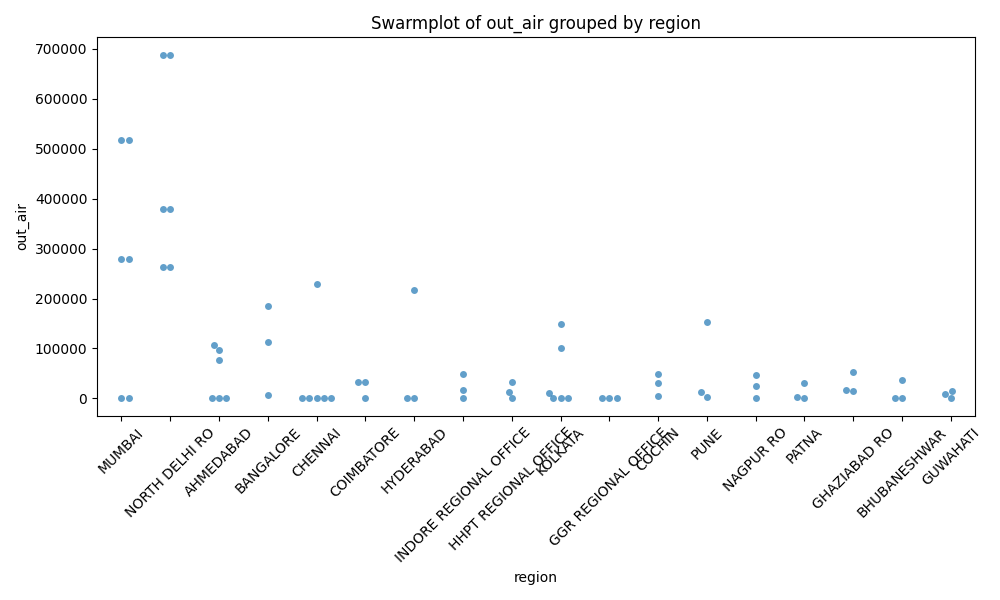 Swarmplot of out_air grouped by region
out_air
700000
600000
500000
400000
300000
200000
100000
0
MUMBAI
NORTH DELHI RO
AHMEDABAD
BANGALORE
CHENNAI
COIMBATORE
HYDERABAD
INDORE REGIONAL OFFICE
HHPT REGIONAL OFFICE
KOLKATA
GGR REGIONAL OFFICE
COCHIN
PUNE
NAGPUR RO
PATNA
GHAZIABAD RO
BHUBANESHWAR
GUWAHATI
region